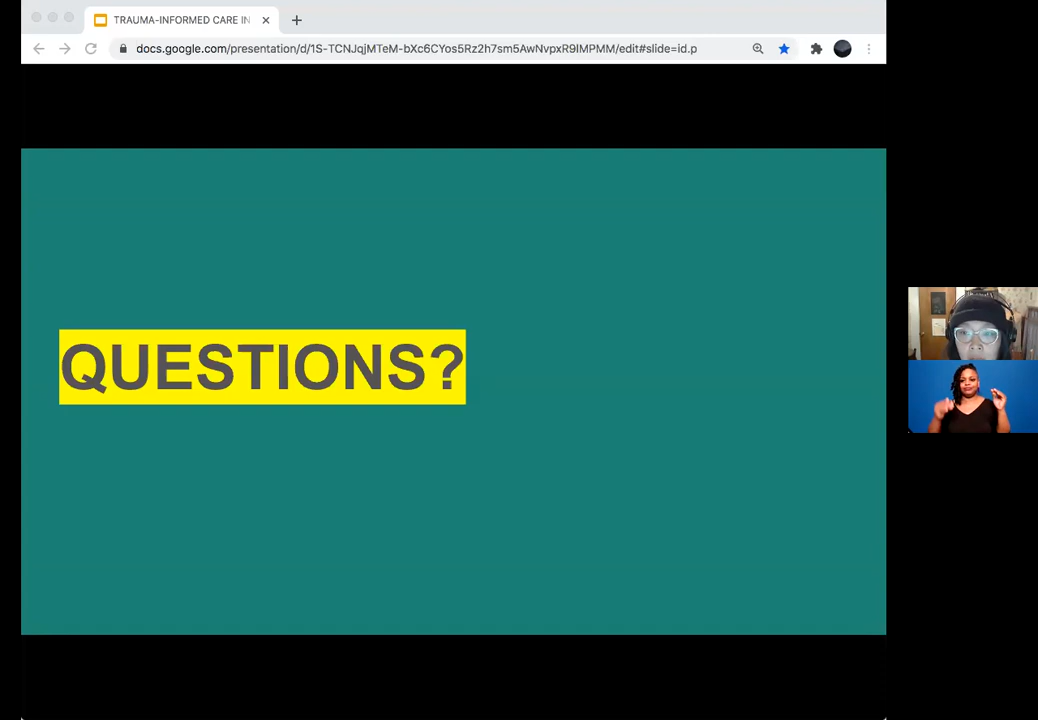 TRAUMA-INFORMED CARE IN
docs.google.com/presentation/d/1S-TCNJqjMTeM-bXc6CYos5Rz2h7sm5AwNvpxR9IMPMM/edit#slide=id.p
QUESTIONS?